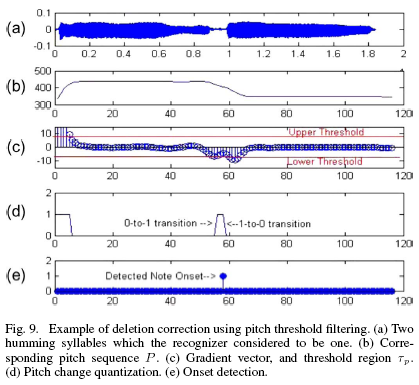 (a)
0.1
0
-0.1
0 0.2 0.4 0.6 0.8 1 1.2 1.4 1.6 1.8 2
(b)
500
400
300
0 20 40 60 80 100 120
(c)
10
0
-10
Upper Threshold
Lower Threshold
0 20 40 60 80 100 120
(d)
2
1
0
0-to-1 transition --> <--1-to-0 transition
0 20 40 60 80 100 120
(e)
2
1
0
Detected Note Onset-->
0 20 40 60 80 100 120
Fig. 9. Example of deletion correction using pitch threshold filtering. (a) Two
humming syllables which the recognizer considered to be one. (b) Corre-
sponding pitch sequence P. (c) Gradient vector, and threshold region τp.
(d) Pitch change quantization. (e) Onset detection.